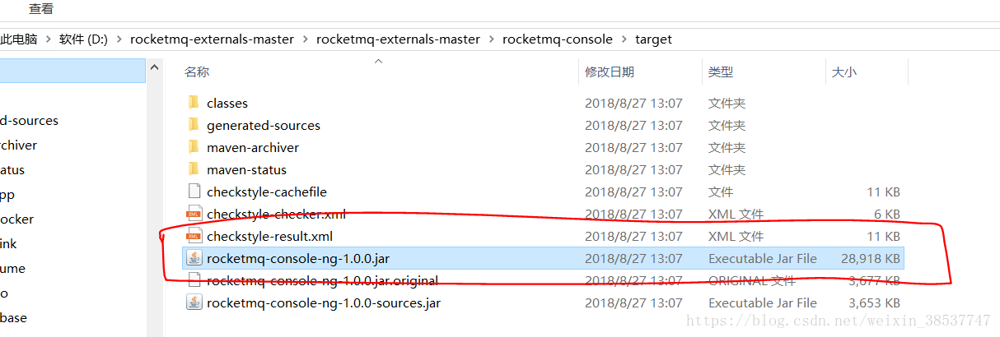 查看
此电脑 > 软件 (D:) > rocketmq-externals-master > rocketmq-externals-master > rocketmq-console > target
名称 修改日期 类型 大小
classes 2018/8/27 13:07 文件夹
d-sources generated-sources 2018/8/27 13:07 文件夹
rchiver maven-archiver 2018/8/27 13:07 文件夹
atus maven-status 2018/8/27 13:07 文件夹
pp checkstyle-cachefile 2018/8/27 13:07 文件 11 KB
ocker checkstyle-checker.xml 2018/8/27 13:07 XML 文件 6 KB
ink checkstyle-result.xml 2018/8/27 13:07 XML 文件 11 KB
ume rocketmq-console-ng-1.0.0.jar 2018/8/27 13:07 Executable Jar File 28,918 KB
o rocketmq-console-ng-1.0.0.jar.original 2018/8/27 13:07 ORIGINAL 文件 3,677 KB
base rocketmq-console-ng-1.0.0-sources.jar 2018/8/27 13:07 Executable Jar File 3,653 KB
https://blog.csdn.net/weixin_38537747